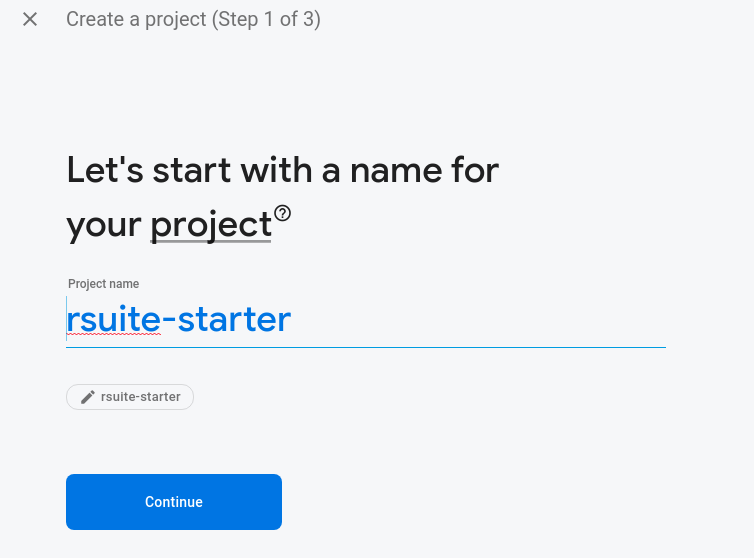 Create a project (Step 1 of 3)
Let's start with a name for
your project
Project name
rsuite-starter
rsuite-starter
Continue